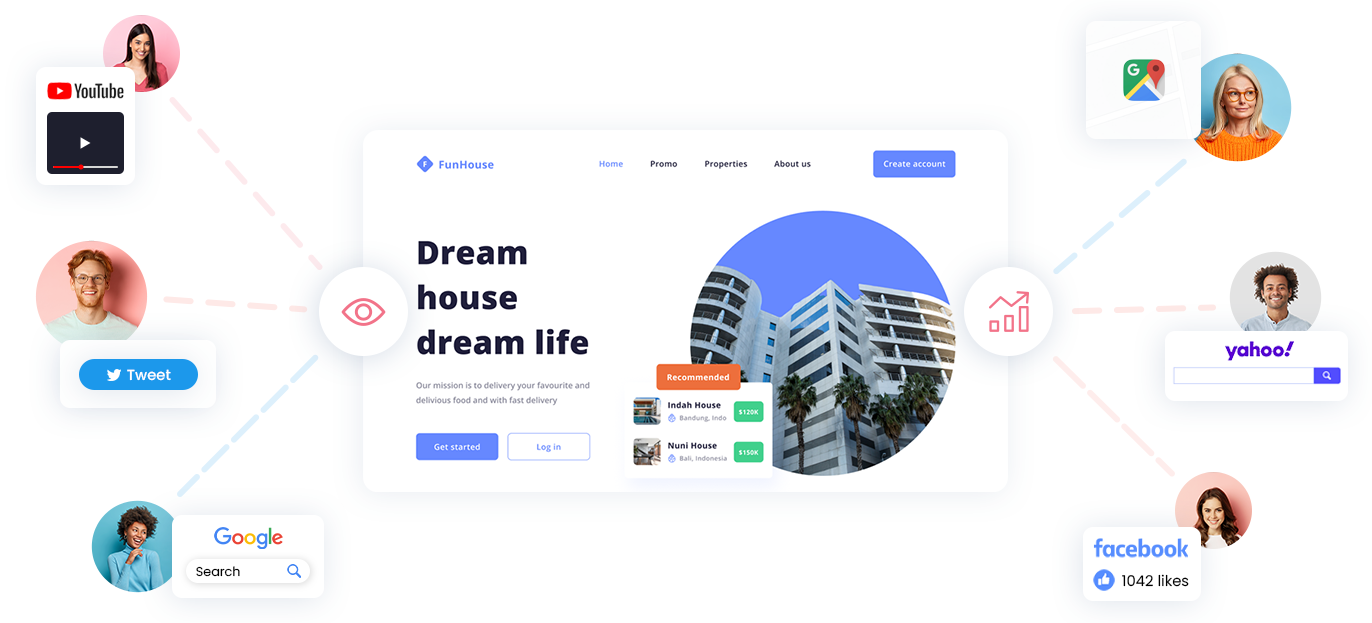 YouTube
Tweet
Google
Search
F
FunHouse
Home
Promo
Properties
About us
Create account
Dream
house
dream life
Our mission is to delivery your favourite and
delivious food and with fast delivery
Get started
Log in
Recommended
Indah House
Bandung, Indo
$120K
Nuni House
Bali, Indonesia
$150K
G
yahoo!
facebook
1042 likes